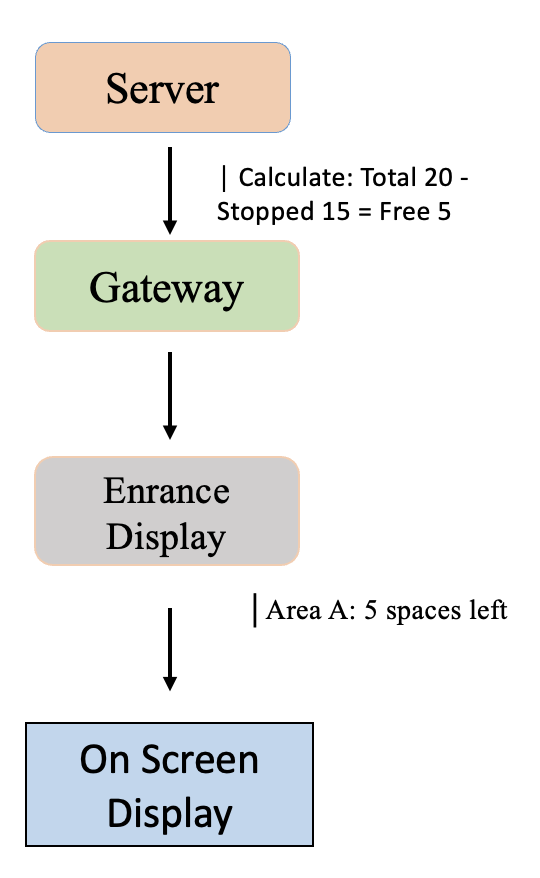 Server
| Calculate: Total 20 -
Stopped 15 = Free 5
Gateway
Enrance
Display
| Area A: 5 spaces left
On Screen
Display